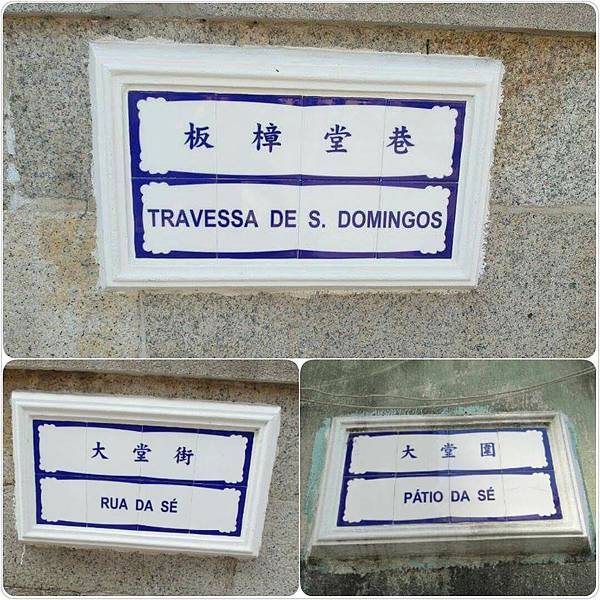 板樟堂巷
TRAVESSA DE S. DOMINGOS
大堂街
RUA DA SÉ
大堂圍
PÁTIO DA SÉ